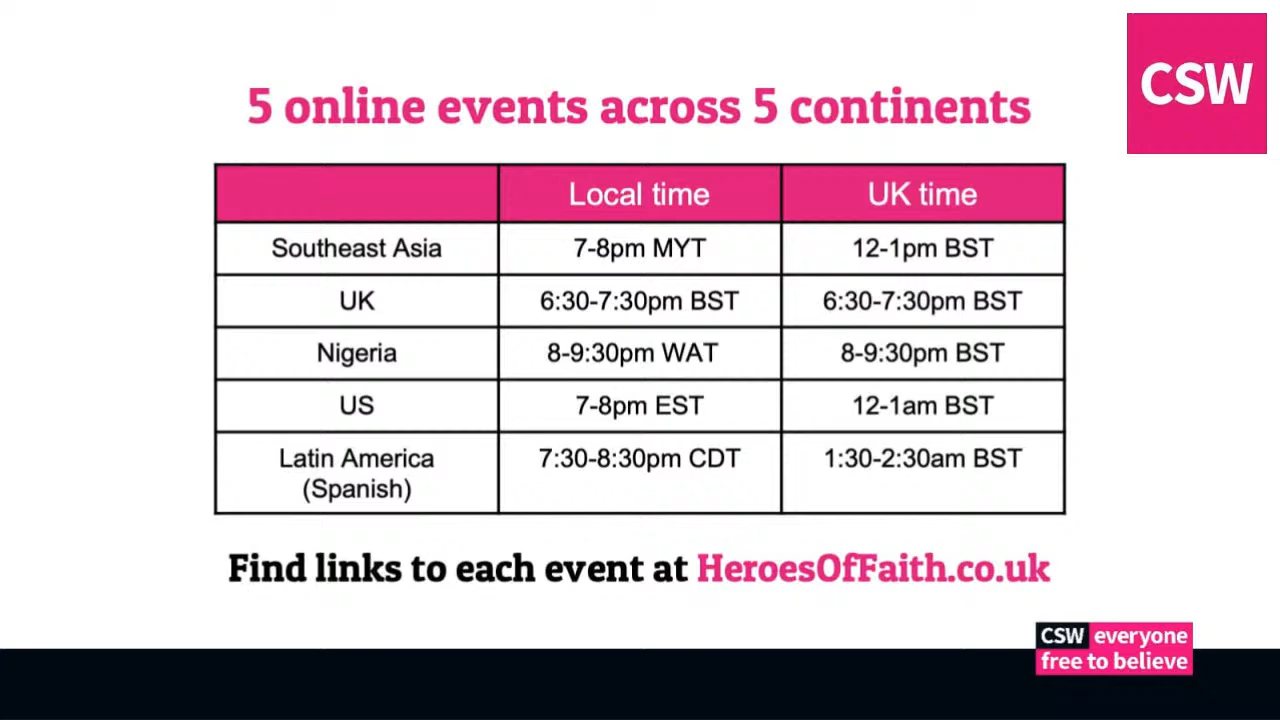 CSW
5 online events across 5 continents
Local time UK time
Southeast Asia 7-8pm MYT 12-1pm BST
UK 6:30-7:30pm BST 6:30-7:30pm BST
Nigeria 8-9:30pm WAT 8-9:30pm BST
US 7-8pm EST 12-1am BST
Latin America 7:30-8:30pm CDT 1:30-2:30am BST
(Spanish)
Find links to each event at HeroesOfFaith.co.uk
CSW everyone
free to believe